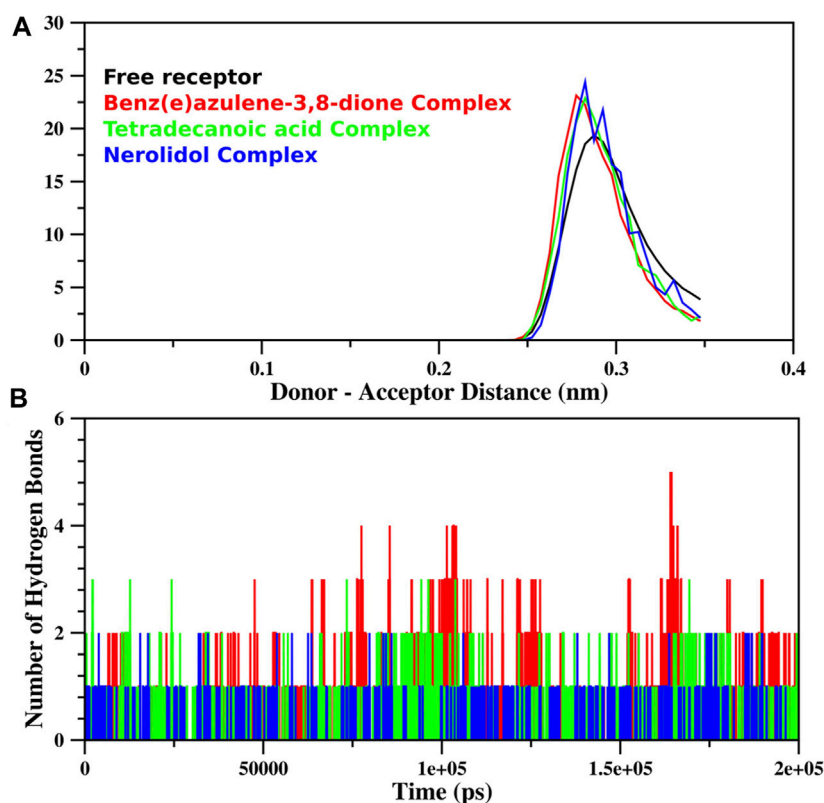 A
30
25
20
15
10
5
0
Free receptor
Benz(e)azulene-3,8-dione Complex
Tetradecanoic acid Complex
Nerolidol Complex
0 0.1 0.2 0.3 0.4
Donor - Acceptor Distance (nm)
B
Number of Hydrogen Bonds
6
4
2
0
0 50000 1e+05 1.5e+05 2e+05
Time (ps)